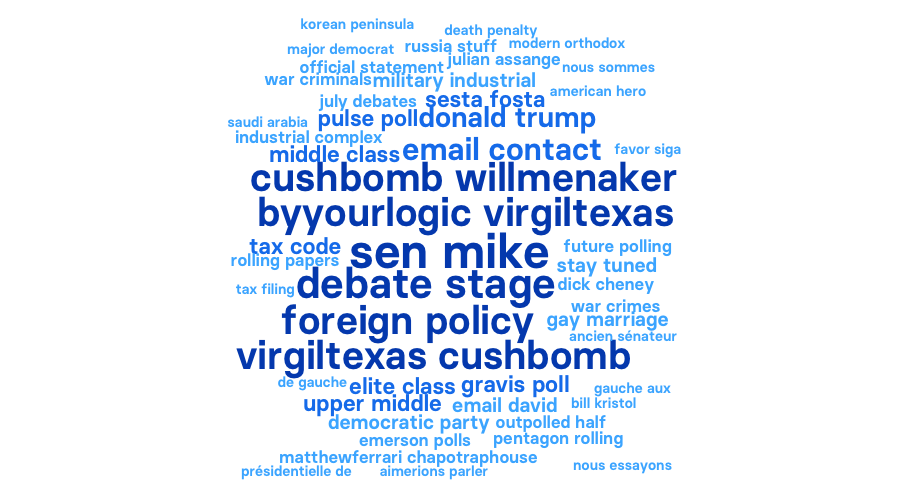 korean peninsula
death penalty
major democrat
russia stuff
modern orthodox
official statement
julian assange
nous sommes
war criminals
military industrial
american hero
july debates
sesta fosta
saudi arabia
pulse poll
donald trump
industrial complex
middle class
email contact
favor siga
cushbomb willmenaker
byyourlogic virgiltexas
tax code
sen mike
future polling
rolling papers
stay tuned
tax filing
debate stage
dick cheney
war crimes
foreign policy
gay marriage
ancien sénateur
virgiltexas cushbomb
de gauche
elite class
gravis poll
gauche aux
upper middle
email david
bill kristol
democratic party
outpolled half
emerson polls
pentagon rolling
matthewferrari chapotraphouse
nous essayons
présidentielle de
aimerions parler